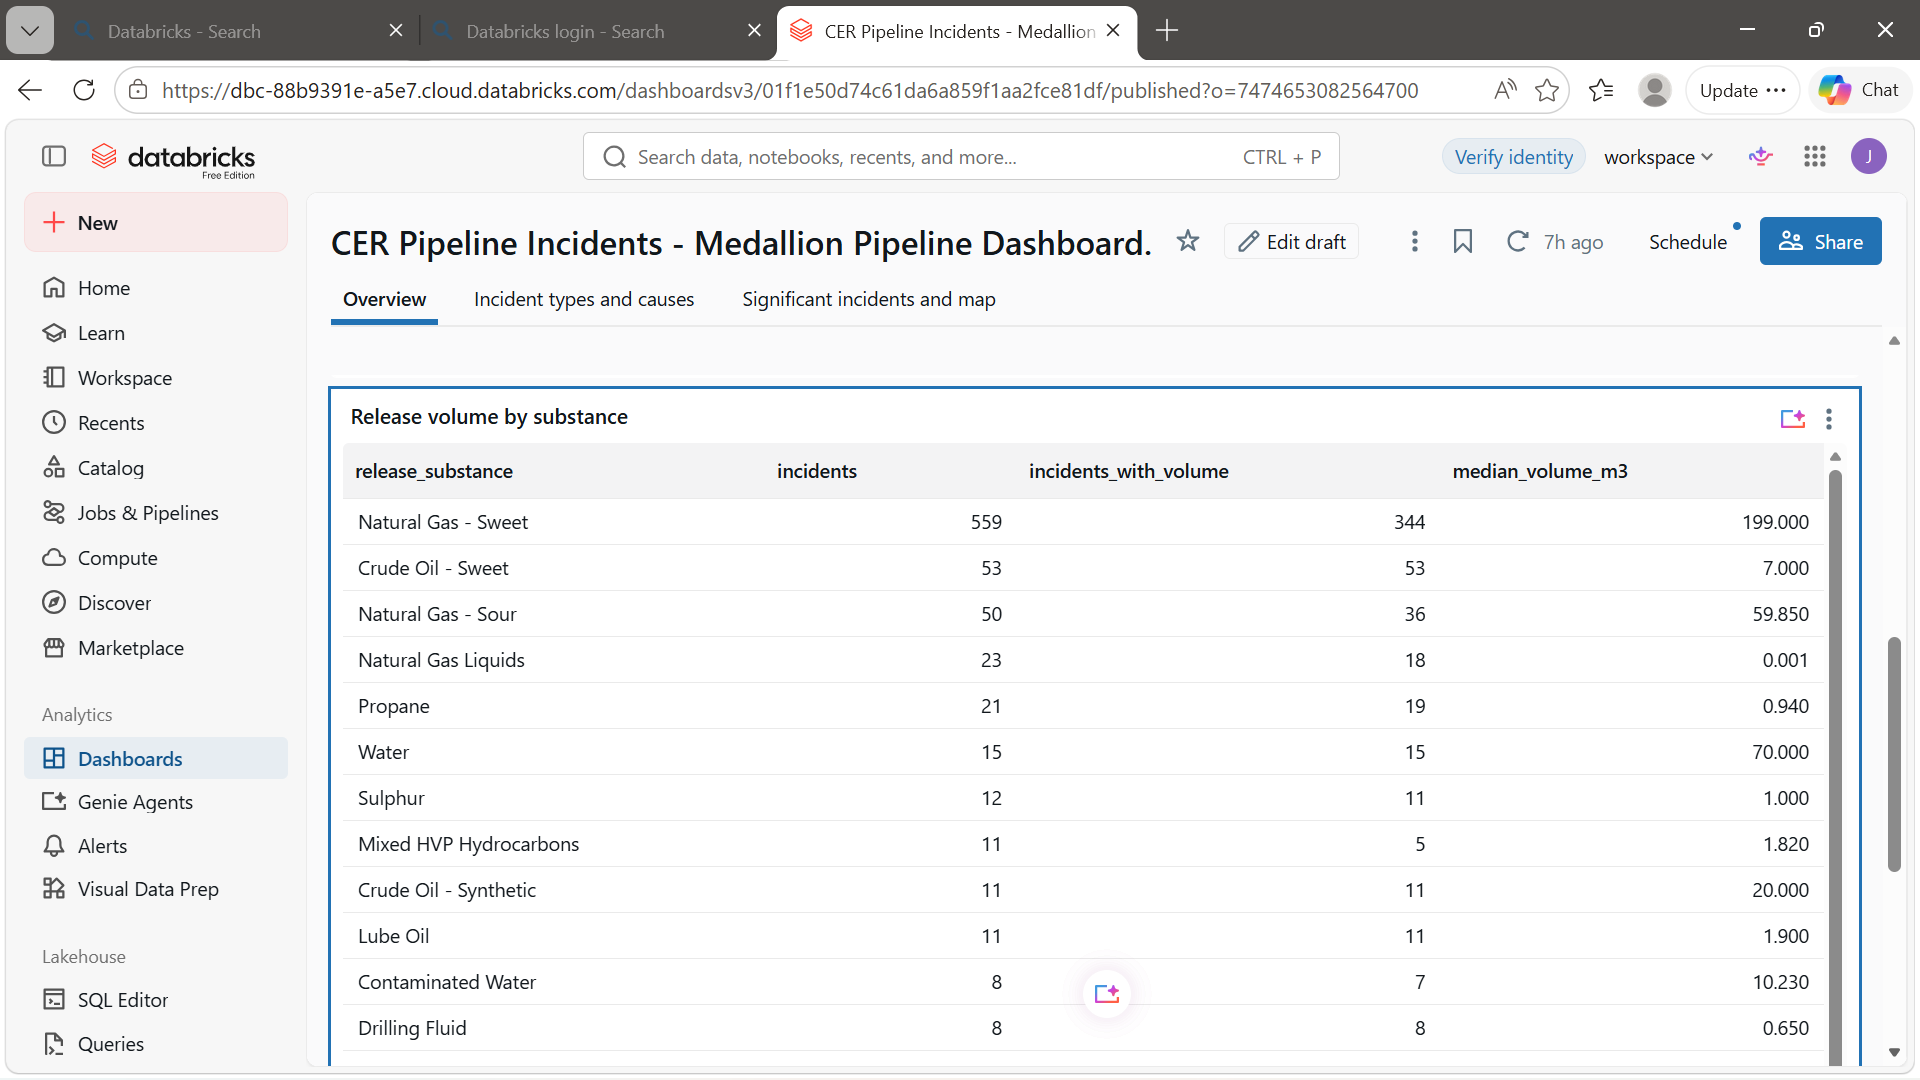 Databricks - Search
Databricks login - Search
CER Pipeline Incidents - Medallion
https://dbc-88b9391e-a5e7.cloud.databricks.com/dashboardsv3/01f1e50d74c61da6a859f1aa2fce81df/published?o=7474653082564700
Update
Chat
databricks
Free Edition
Search data, notebooks, recents, and more...
CTRL + P
Verify identity
workspace
J
New
Home
Learn
Workspace
Recents
Catalog
Jobs & Pipelines
Compute
Discover
Marketplace
Analytics
Dashboards
Genie Agents
Alerts
Visual Data Prep
Lakehouse
SQL Editor
Queries
CER Pipeline Incidents - Medallion Pipeline Dashboard.
Edit draft
7h ago
Schedule
Share
Overview Incident types and causes Significant incidents and map
Release volume by substance
release_substance incidents incidents_with_volume median_volume_m3
Natural Gas - Sweet 559 344 199.000
Crude Oil - Sweet 53 53 7.000
Natural Gas - Sour 50 36 59.850
Natural Gas Liquids 23 18 0.001
Propane 21 19 0.940
Water 15 15 70.000
Sulphur 12 11 1.000
Mixed HVP Hydrocarbons 11 5 1.820
Crude Oil - Synthetic 11 11 20.000
Lube Oil 11 11 1.900
Contaminated Water 8 7 10.230
Drilling Fluid 8 8 0.650